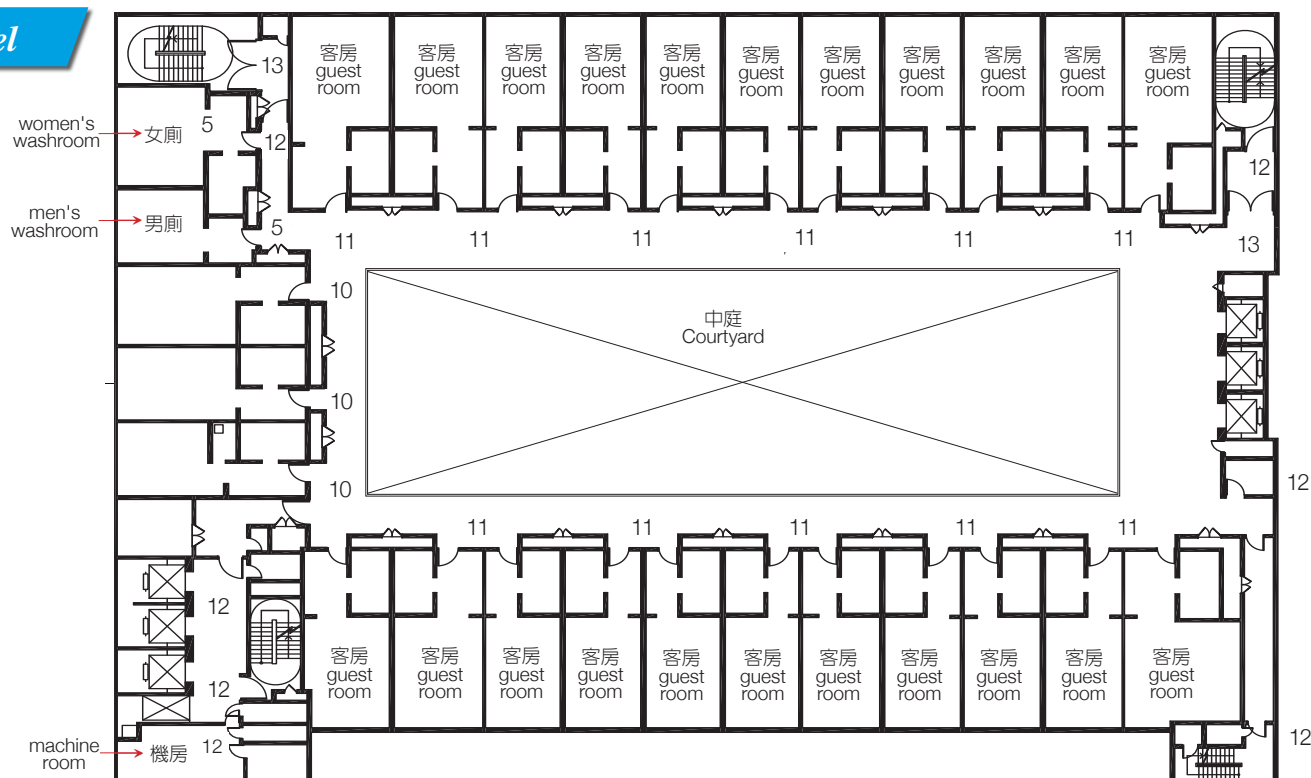 el
客房
guest
room
客房
guest
room
客房
guest
room
客房
guest
room
客房
guest
room
客房
guest
room
客房
guest
room
客房
guest
room
客房
guest
room
客房
guest
room
客房
guest
room
13
women's
washroom
女廁
5
12
12
men's
washroom
男廁
5
11
11
11
11
11
11
13
10
中庭
Courtyard
10
10
12
11
11
11
11
11
12
客房
guest
room
客房
guest
room
客房
guest
room
客房
guest
room
客房
guest
room
客房
guest
room
客房
guest
room
客房
guest
room
客房
guest
room
客房
guest
room
客房
guest
room
12
machine
room
機房
12
12